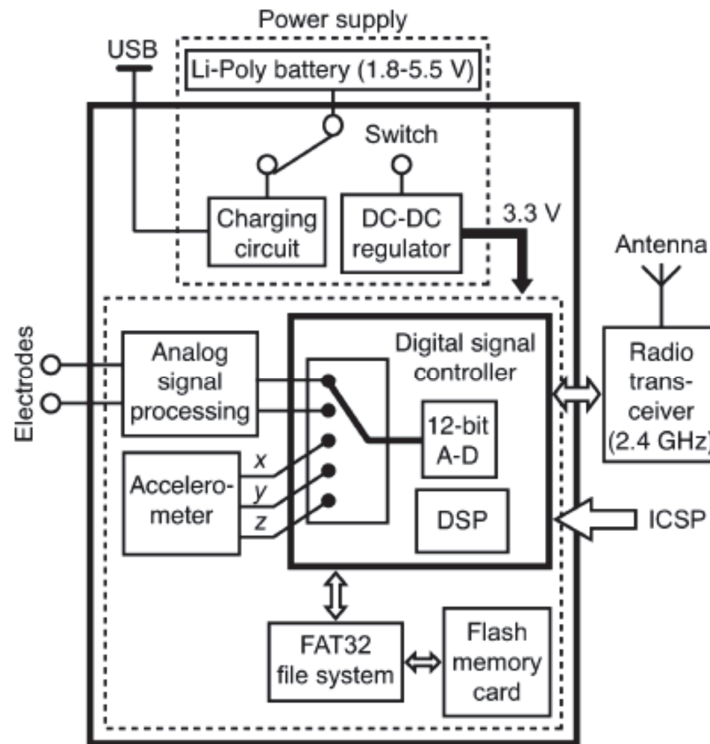 Power supply
USB
Li-Poly battery (1.8-5.5 V)
Switch
Charging
circuit
DC-DC
regulator
3.3 V
Antenna
Electrodes
Analog
signal
processing
Digital signal
controller
12-bit
A-D
DSP
Radio
trans-
ceiver
(2.4 GHz)
Accelero-
meter
x
y
z
ICSP
FAT32
file system
Flash
memory
card